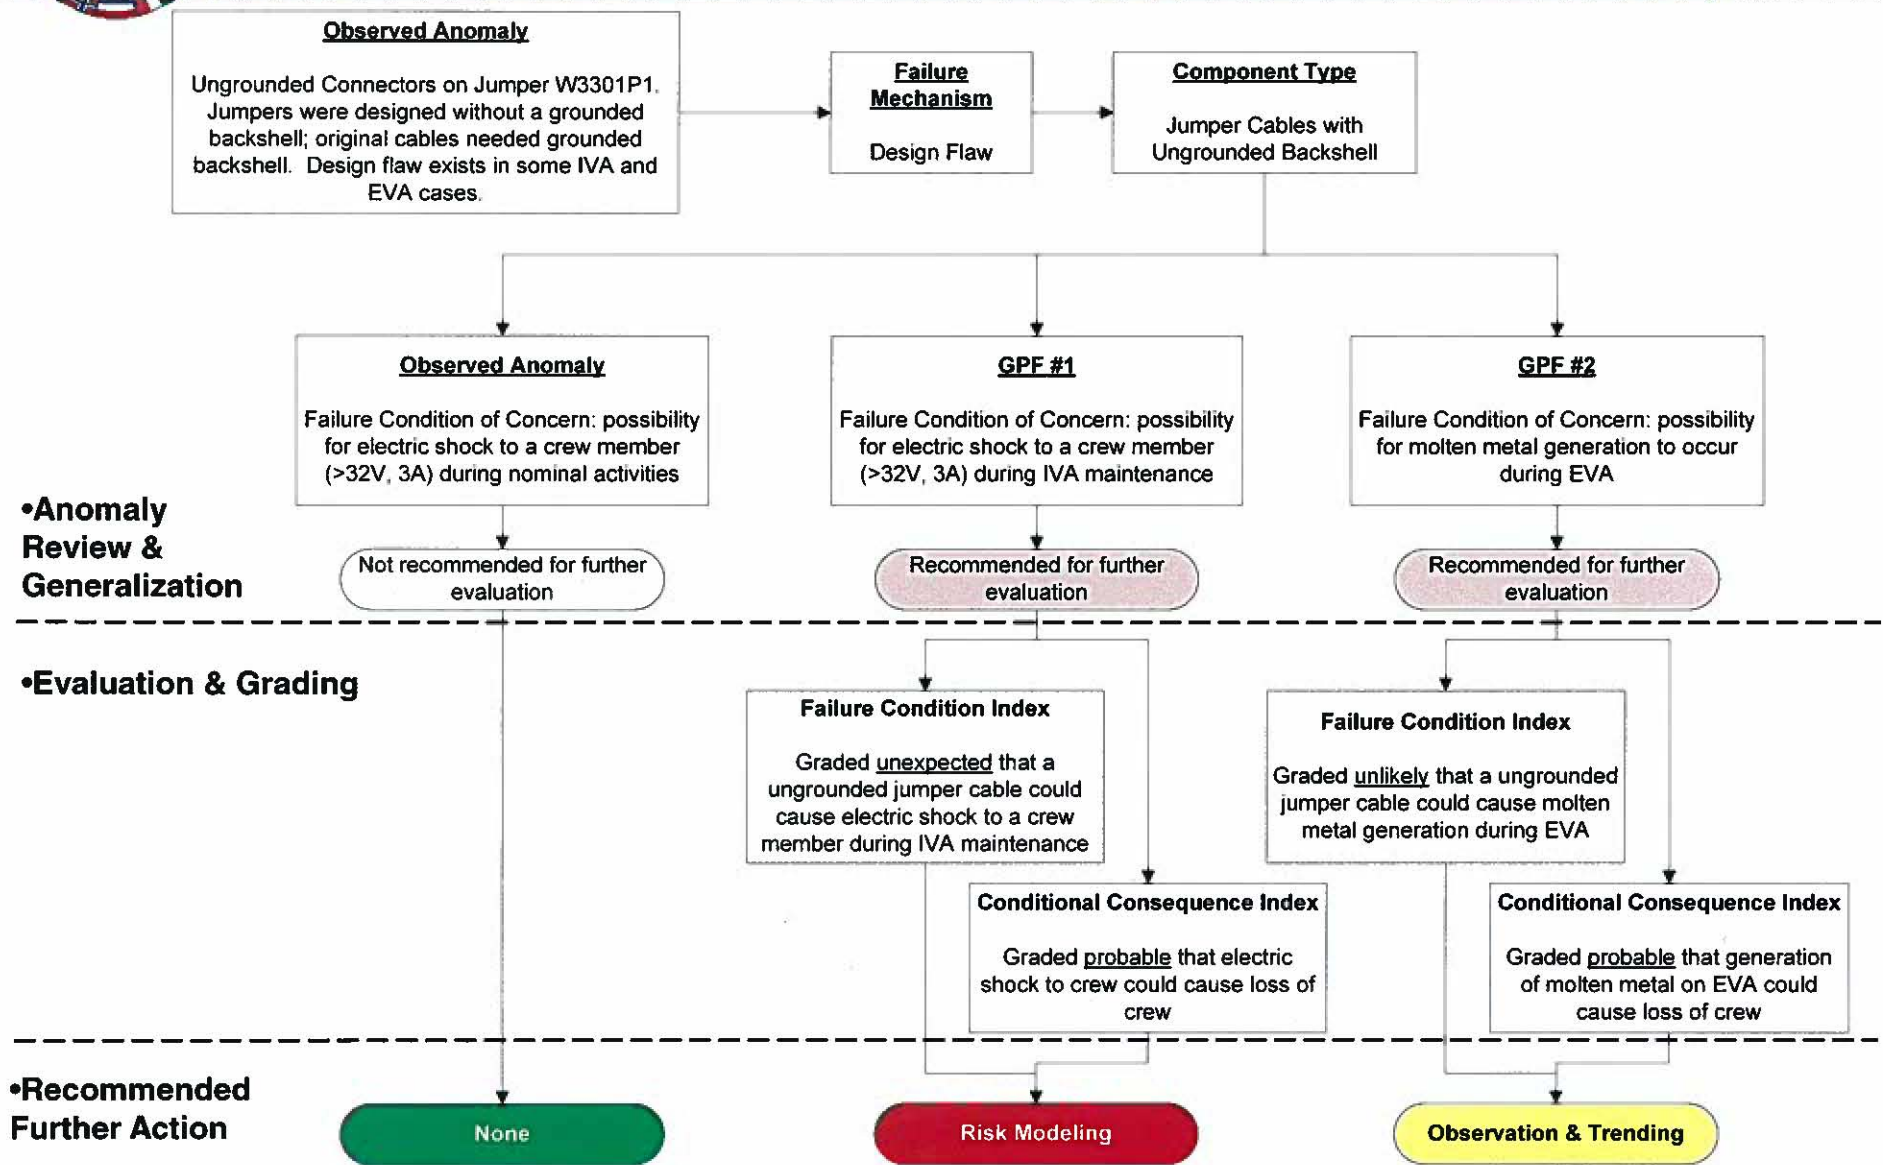 Observed Anomaly
Ungrounded Connectors on Jumper W3301P1.
Jumpers were designed without a grounded
backshell; original cables needed grounded
backshell. Design flaw exists in some IVA and
EVA cases.
Failure
Mechanism
Design Flaw
Component Type
Jumper Cables with
Ungrounded Backshell
Observed Anomaly
Failure Condition of Concern: possibility
for electric shock to a crew member
(>32V, 3A) during nominal activities
GPF #1
Failure Condition of Concern: possibility
for electric shock to a crew member
(>32V, 3A) during IVA maintenance
GPF #2
Failure Condition of Concern: possibility
for molten metal generation to occur
during EVA
•Anomaly
Review &
Generalization
Not recommended for further
evaluation
Recommended for further
evaluation
Recommended for further
evaluation
•Evaluation & Grading
Failure Condition Index
Graded unexpected that a
ungrounded jumper cable could
cause electric shock to a crew
member during IVA maintenance
Failure Condition Index
Graded unlikely that a ungrounded
jumper cable could cause molten
metal generation during EVA
Conditional Consequence Index
Graded probable that electric
shock to crew could cause loss of
crew
Conditional Consequence Index
Graded probable that generation
of molten metal on EVA could
cause loss of crew
•Recommended
Further Action
None
Risk Modeling
Observation & Trending